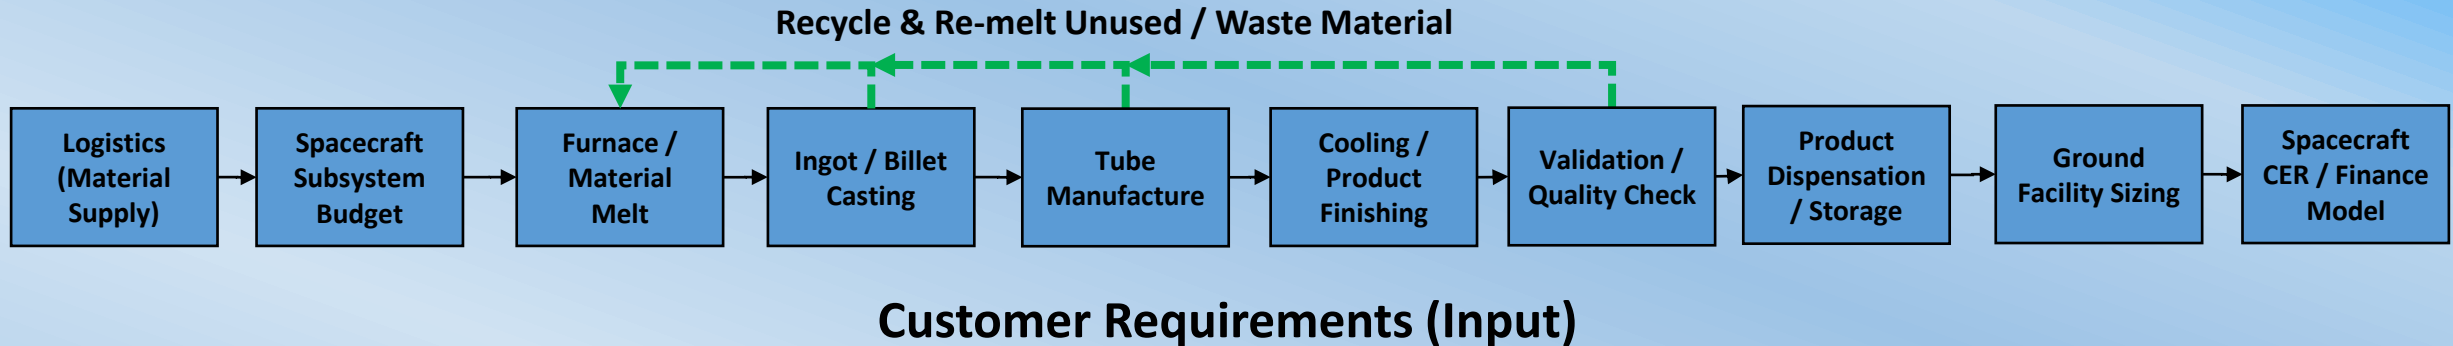 Recycle & Re-melt Unused / Waste Material
Logistics
(Material
Supply)
Spacecraft
Subsystem
Budget
Furnace /
Material
Melt
Ingot / Billet
Casting
Tube
Manufacture
Cooling /
Product
Finishing
Validation /
Quality Check
Product
Dispensation
/ Storage
Ground
Facility Sizing
Spacecraft
CER / Finance
Model
Customer Requirements (Input)